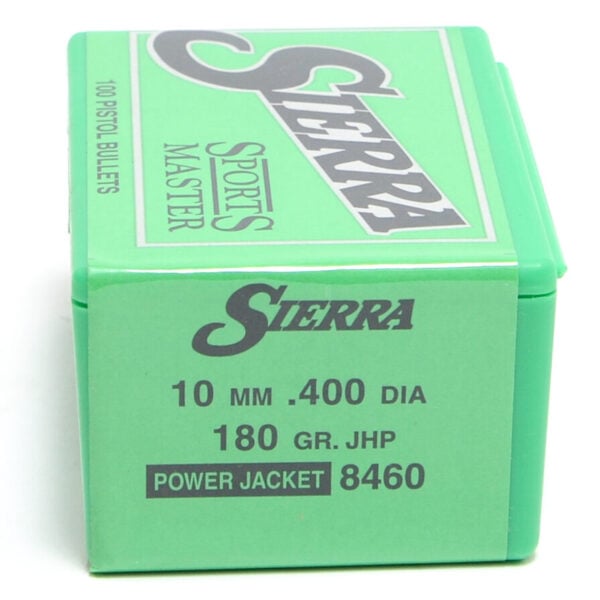 SIERRA
SPORTS
MASTER
100 PISTOL BULLETS
SIERRA
10 MM .400 DIA
180 GR. JHP
POWER JACKET 8460